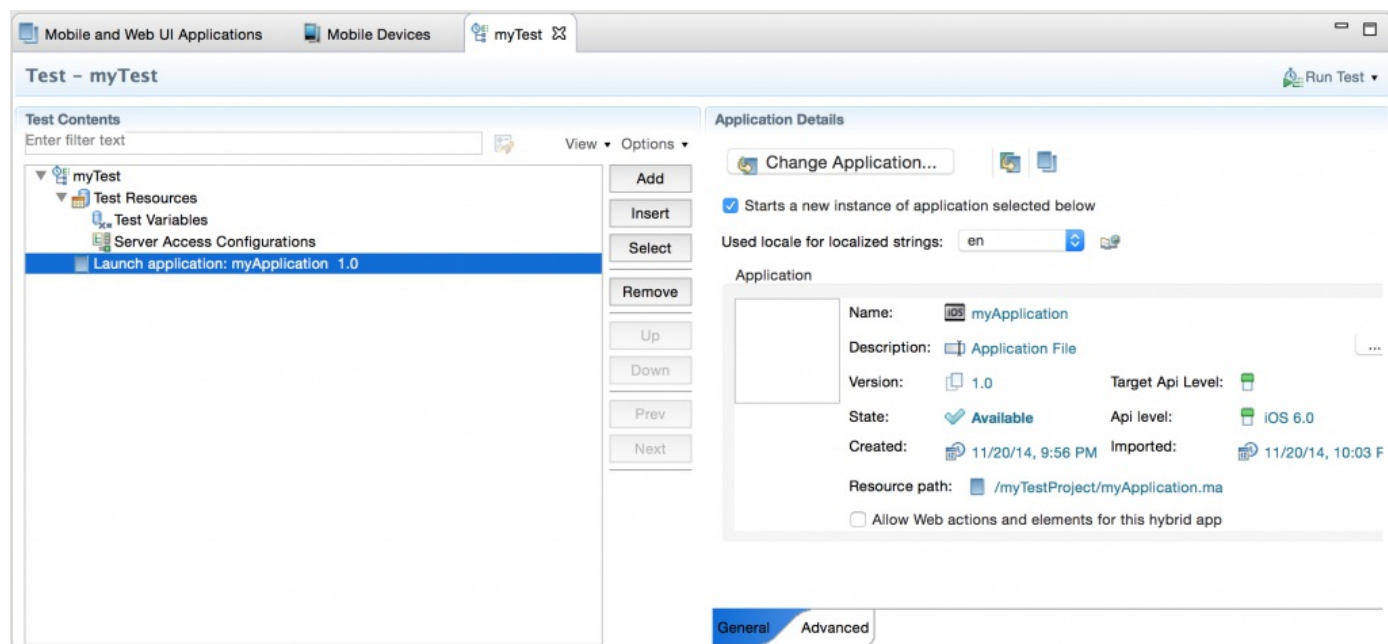 Mobile and Web UI Applications Mobile Devices myTest
Test - myTest Run Test
Test Contents
Enter filter text View Options
myTest
Test Resources
Test Variables
Server Access Configurations
Launch application: myApplication 1.0
Add
Insert
Select
Remove
Up
Down
Prev
Next
Application Details
Change Application...
Starts a new instance of application selected below
Used locale for localized strings: en
Application
Name: iOS myApplication
Description: Application File ...
Version: 1.0 Target Api Level:
State: Available Api level: iOS 6.0
Created: 11/20/14, 9:56 PM Imported: 11/20/14, 10:03 P
Resource path: /myTestProject/myApplication.ma
Allow Web actions and elements for this hybrid app
General Advanced